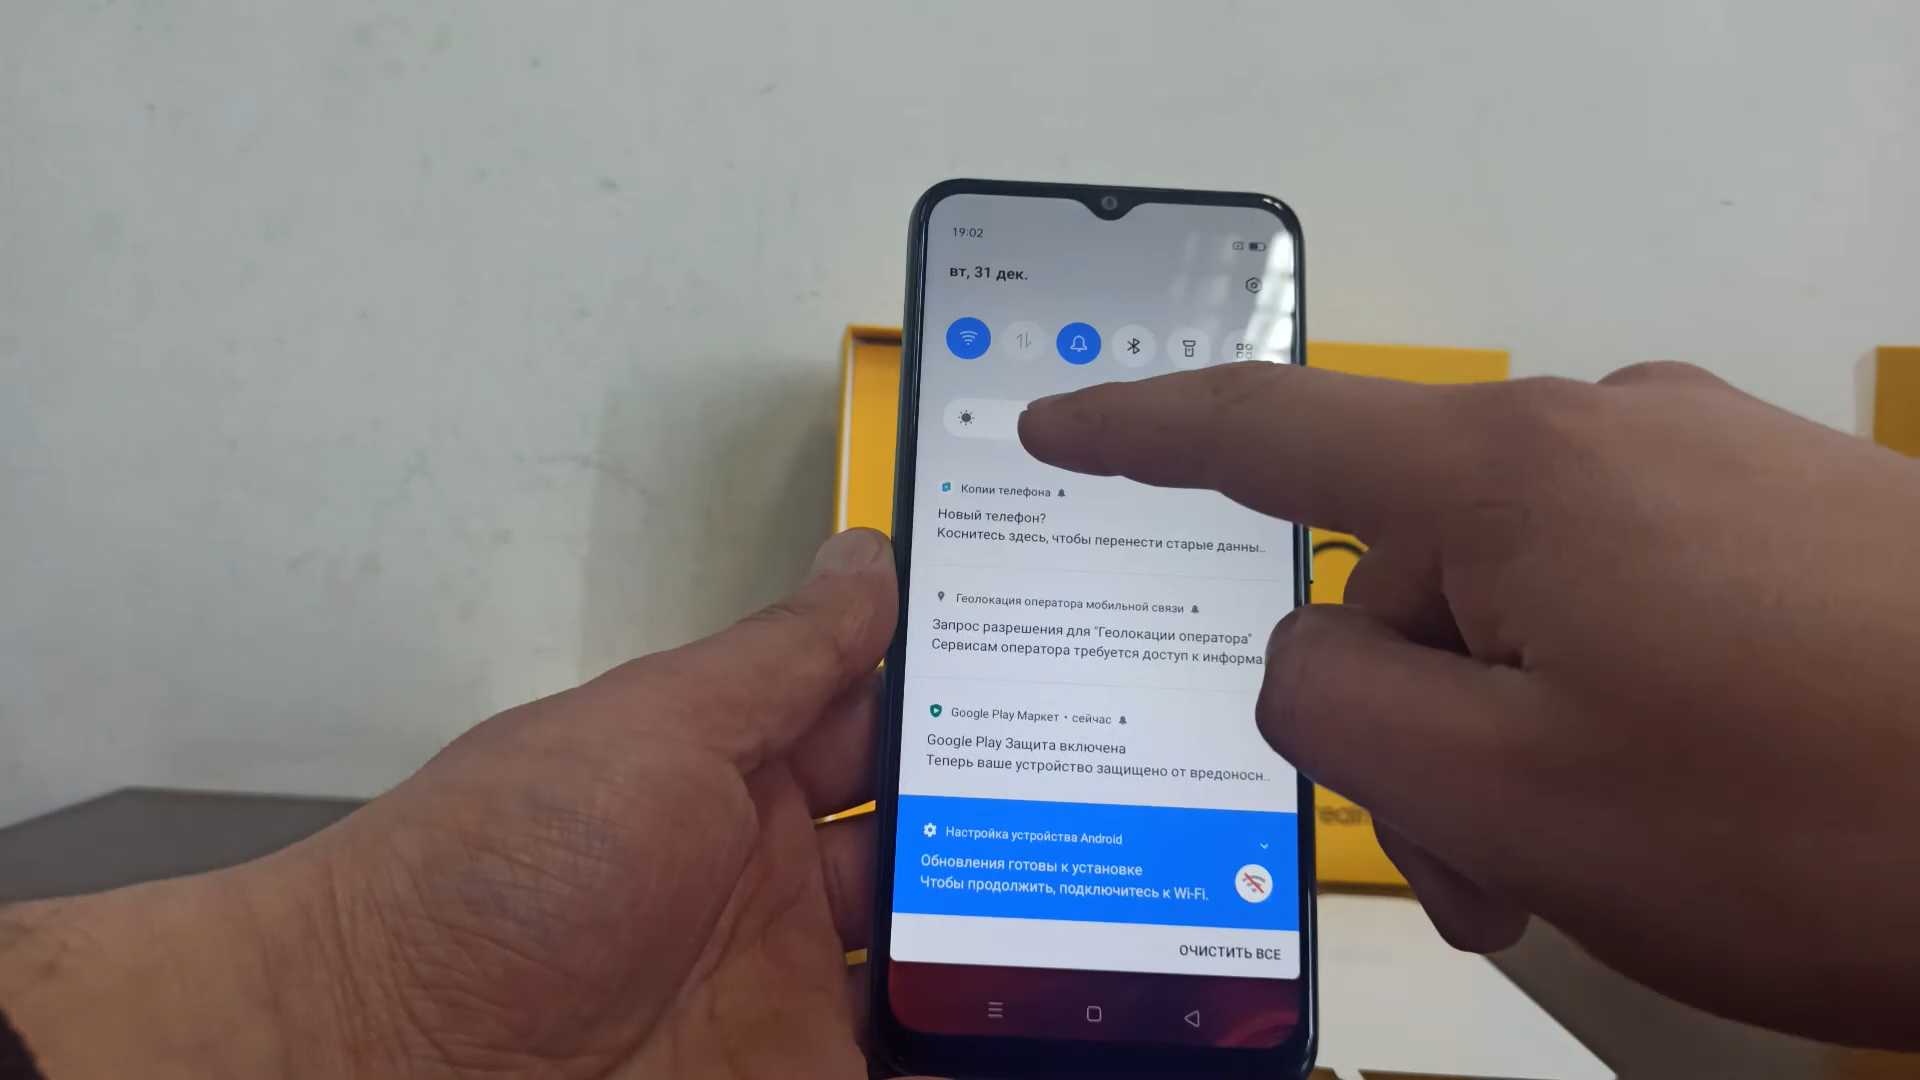 19:02
вт, 31 дек.
Копии телефона
Новый телефон?
Коснитесь здесь, чтобы перенести старые данны..
Геолокация оператора мобильной связи
Запрос разрешения для "Геолокации оператора"
Сервисам оператора требуется доступ к информа
Google Play Маркет • сейчас
Google Play Защита включена
Теперь ваше устройство защищено от вредоносн..
Настройка устройства Android
Обновления готовы к установке
Чтобы продолжить, подключитесь к Wi-Fi.
ОЧИСТИТЬ ВСЕ